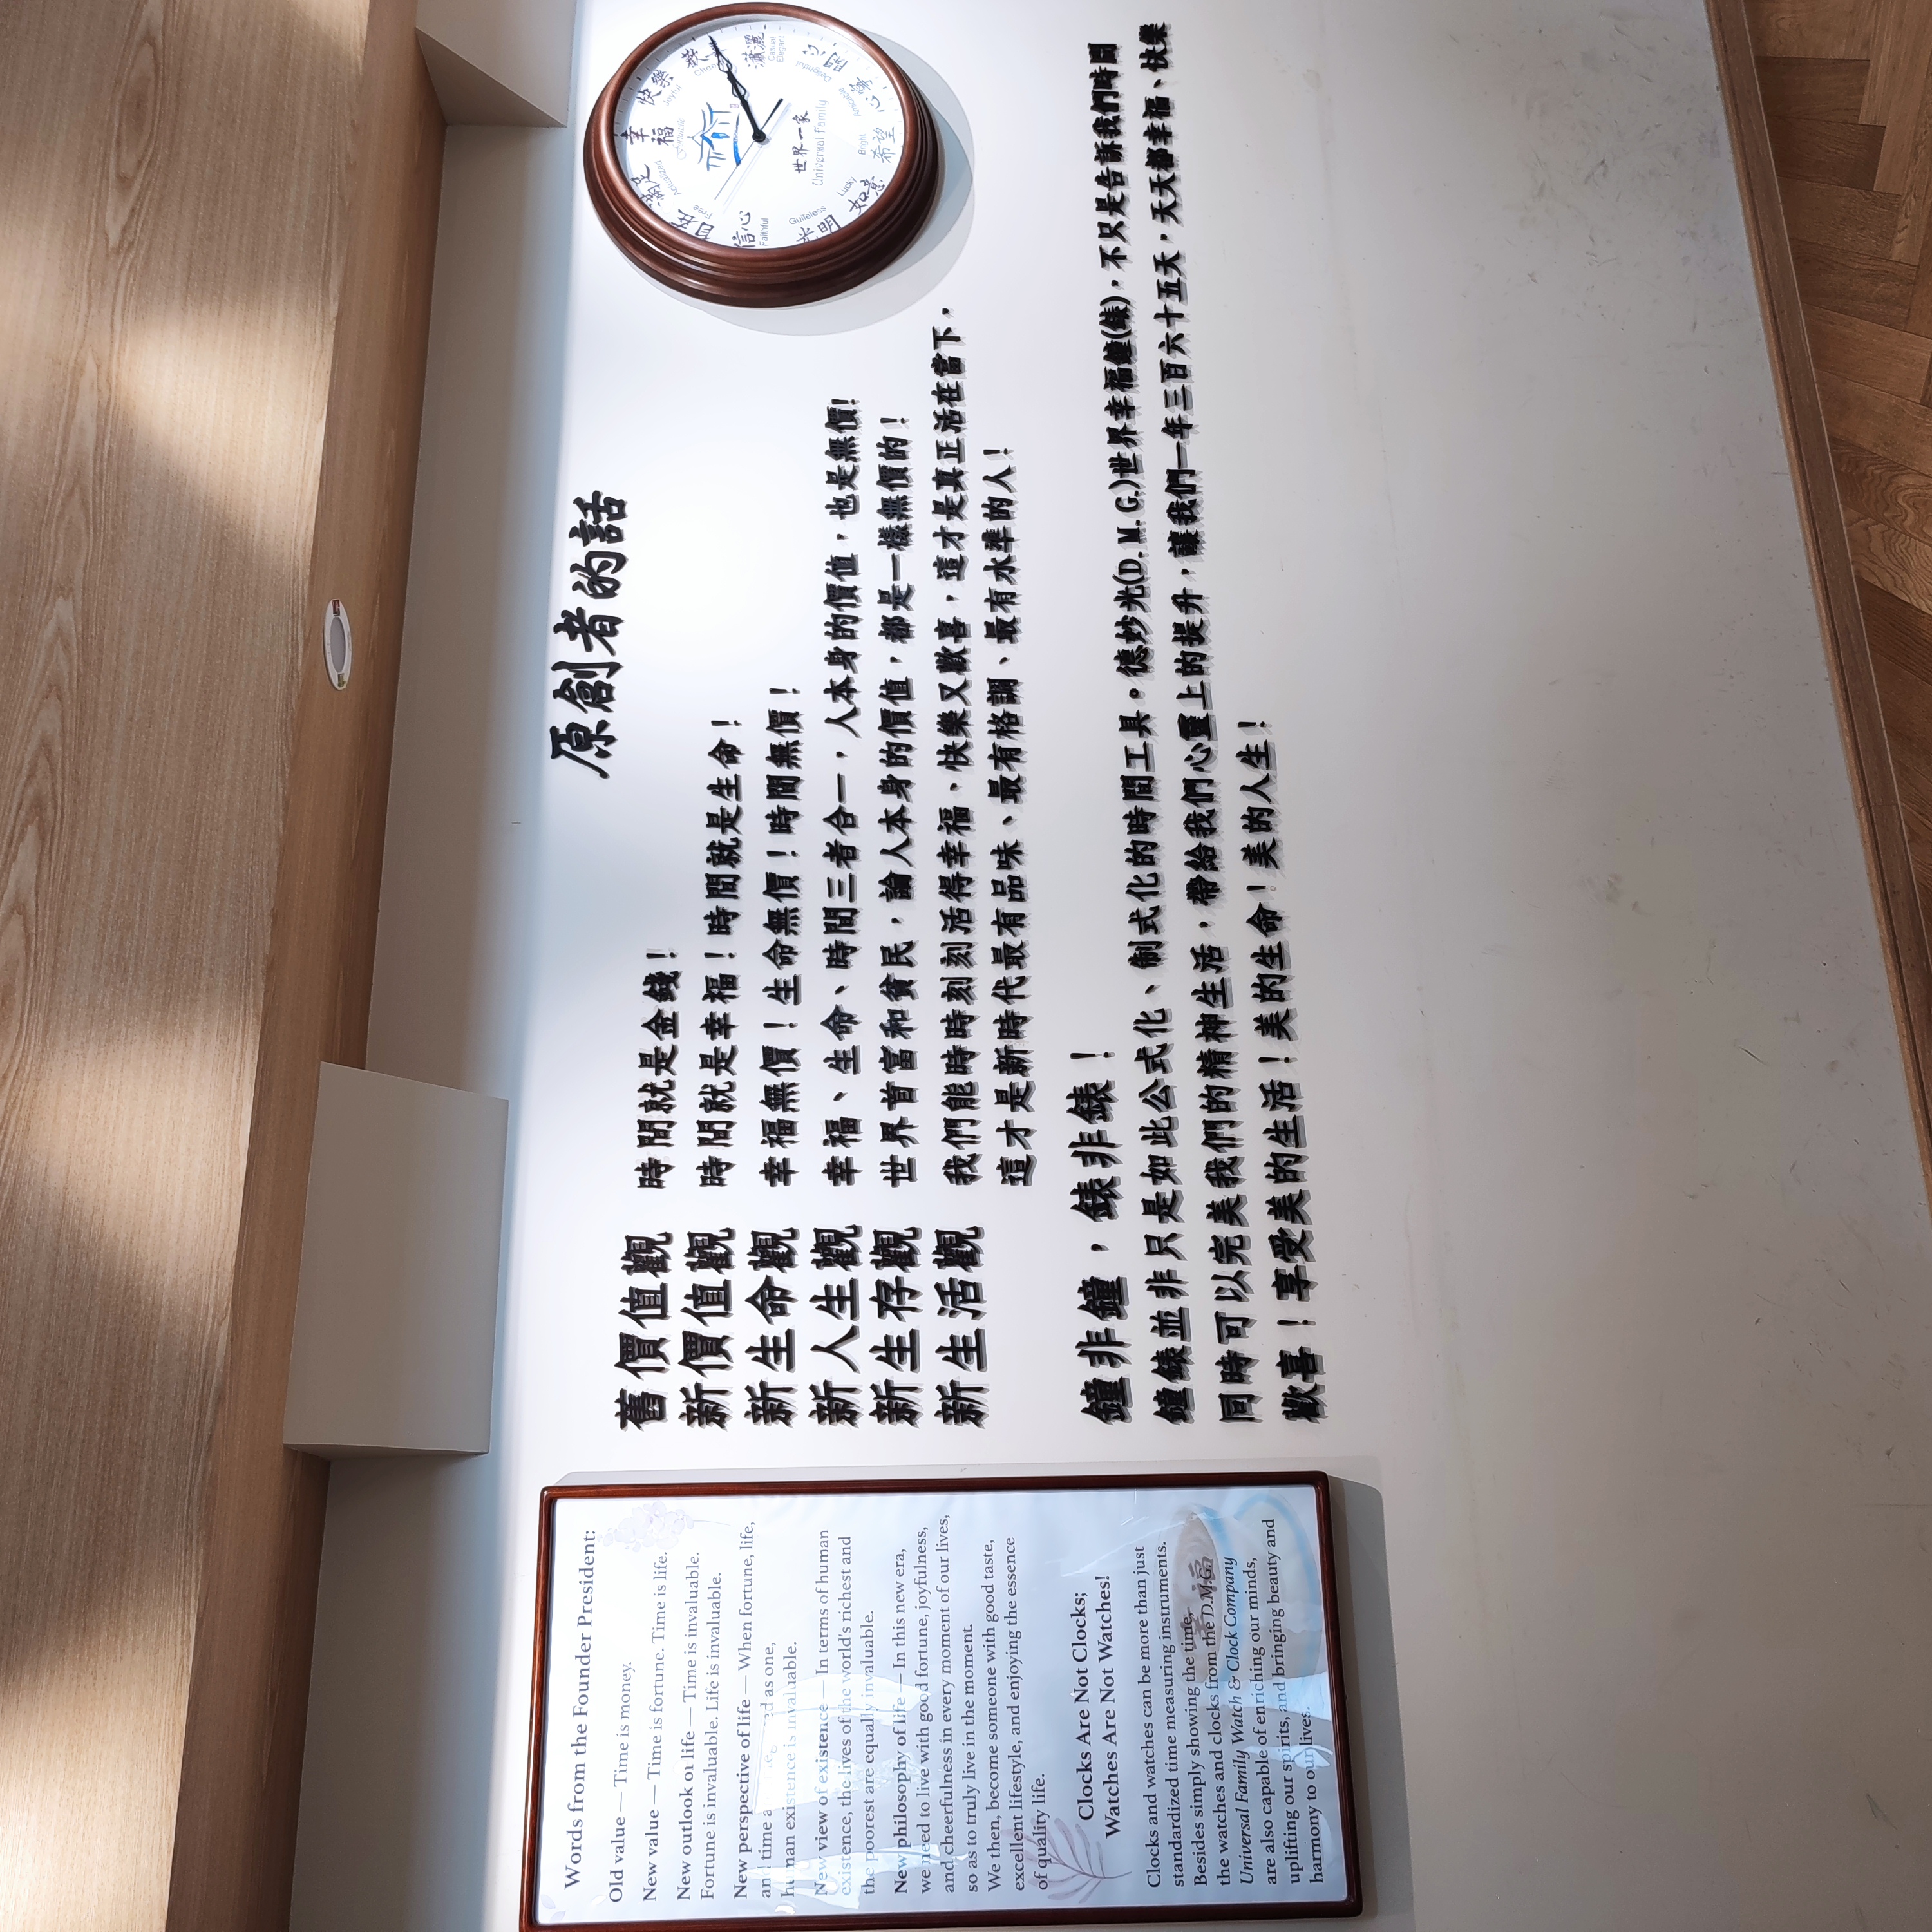 Words from the Founder President:
Old value — Time is money.
New value — Time is fortune. Time is life.
New outlook on life — Time is invaluable.
Fortune is invaluable. Life is invaluable.
New perspective of life — When fortune, life,
and time as one,
human existence is invaluable.
New view of existence — In terms of human
existence, the lives of the world's richest and
the poorest are equally invaluable.
New philosophy of life — In this new era,
we need to live with good fortune, joyfulness,
and cheerfulness in every moment of our lives,
so as to truly live in the moment.
We then, become someone with good taste,
excellent lifestyle, and enjoying the essence
of quality life.
Clocks Are Not Clocks;
Watches Are Not Watches!
Clocks and watches can be more than just
standardized time measuring instruments.
Besides simply showing the time,
the watches and clocks from the D.M.G.
Universal Family Watch & Clock Company
are also capable of enriching our minds,
uplifting our spirits, and bringing beauty and
harmony to our lives.
原創者的話
舊價值觀 時間就是金錢！
新價值觀 時間就是幸福！時間就是生命！
新生命觀 幸福無價！生命無價！時間無價！
新人生觀 幸福、生命、時間三者合一，人本身的價值，也是無價!
新生存觀 世界首富和貧民，論人本身的價值，都是一樣無價的！
新生活觀 我們能時時刻刻活得幸福、快樂又歡喜，這才是真正活在當下，
這才是新時代最有品味、最有格調、最有水準的人！
鐘非鐘，錶非錶！
鐘錶並非只是如此公式化、制式化的時間工具。德妙光(D.M.G.)世界幸福鐘(錶)，不只是告訴我們時間
同時可以完美我們的精神生活，帶給我們心靈上的提升，讓我們一年三百六十五天，天天都幸福、快樂
歡喜！享受美的生活！美的生命！美的人生！
幸福
Fortunate
快樂
Joyful
瀟灑
Casual
Elegant
開心
Delightful
心寧
Amicable
希望
Bright
如意
Lucky
光明
Guileless
信心
Faithful
自在
Free
滿足
Actualized
世界一家
Universal Family